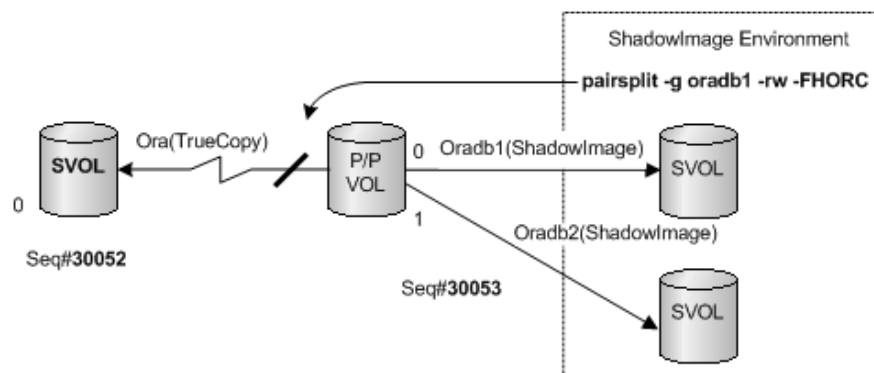 ShadowImage Environment
pairsplit -g oradb1 -rw -FHORC
Ora(TrueCopy)
SVOL
0
P/P
VOL
0
1
Oradb1(ShadowImage)
SVOL
Oradb2(ShadowImage)
SVOL
Seq#30052
Seq#30053